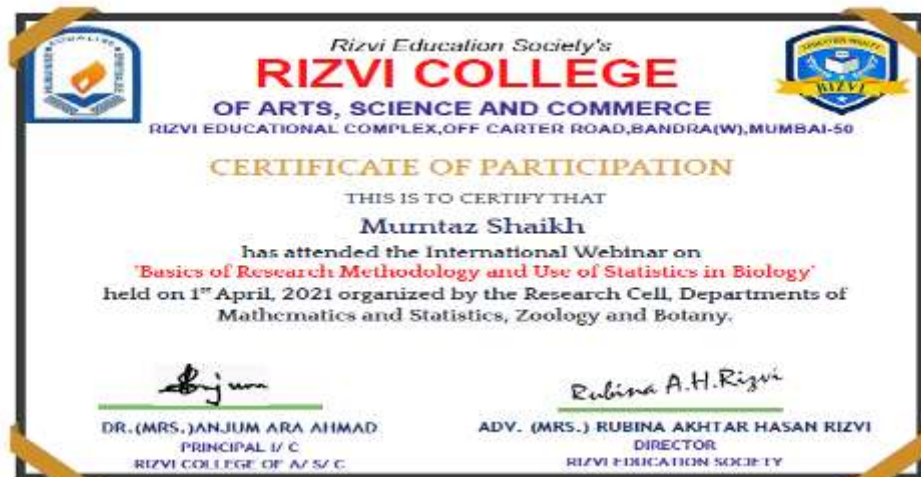 Rizvi Education Society's
RIZVI COLLEGE
OF ARTS, SCIENCE AND COMMERCE
RIZVI EDUCATIONAL COMPLEX,OFF CARTER ROAD,BANDRA(W),MUMBAI-50
RIZVI
CERTIFICATE OF PARTICIPATION
THIS IS TO CERTIFY THAT
Mumtaz Shaikh
has attended the International Webinar on
'Basics of Research Methodology and Use of Statistics in Biology'
held on 1st April, 2021 organized by the Research Cell, Departments of
Mathematics and Statistics, Zoology and Botany.
Rubina A.H.Rizvi
DR.(MRS.)ANJUM ARA AHMAD
PRINCIPAL I/ C
RIZVI COLLEGE OF A/ S/ C
ADV. (MRS.) RUBINA AKHTAR HASAN RIZVI
DIRECTOR
RIZVI EDUCATION SOCIETY